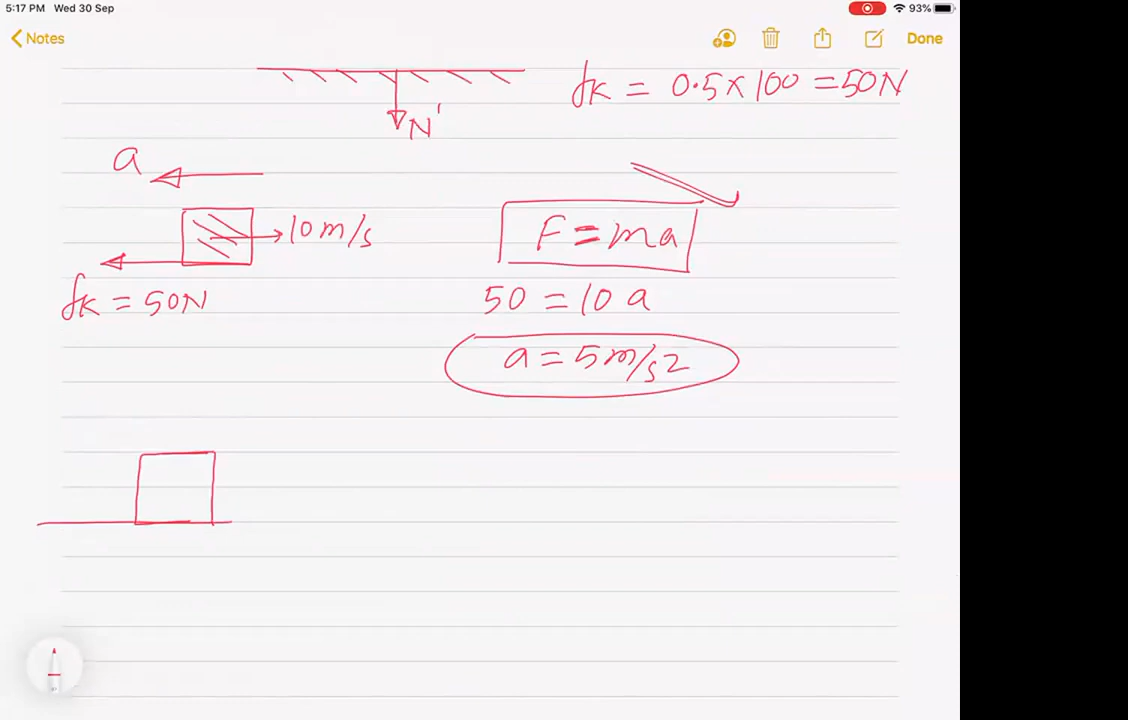 5:17 PM Wed 30 Sep 93%
Notes Done
fK = 0.5 x 100 = 50N
N'
a
10 m/s
F = ma
fK = 50N
50 = 10 a
a = 5 m/s2